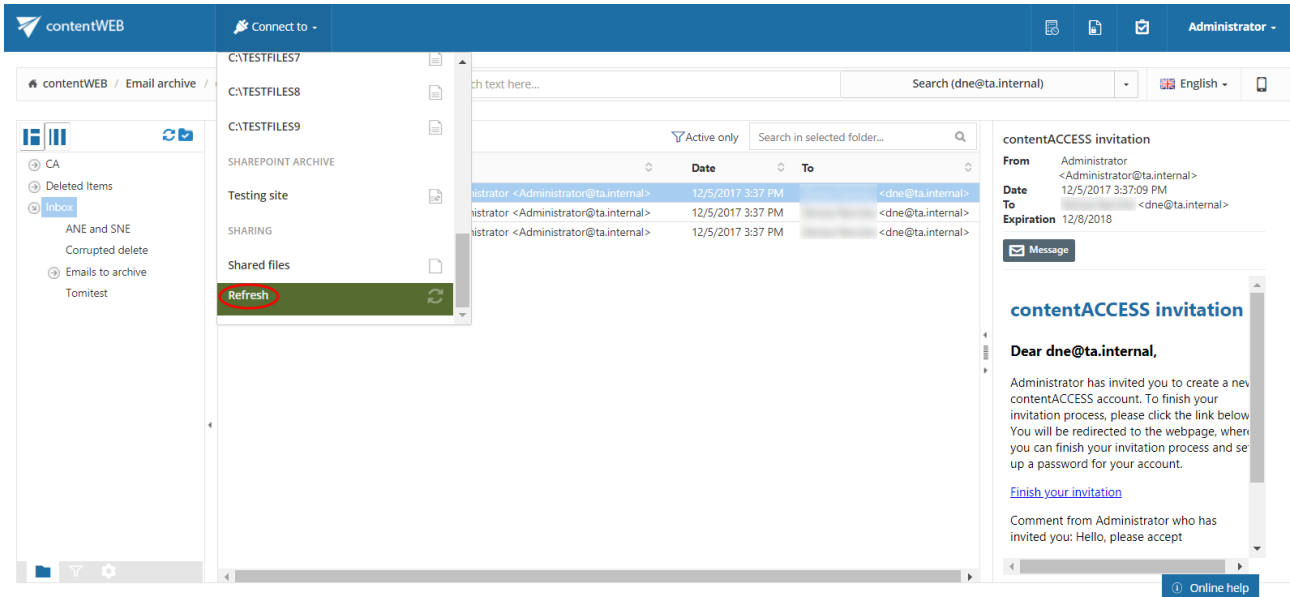 contentWEB
Connect to
Administrator
contentWEB / Email archive /
ch text here...
Search (dne@ta.internal)
English
C:\TESTFILES7
C:\TESTFILES8
C:\TESTFILES9
SHAREPOINT ARCHIVE
Testing site
SHARING
Shared files
Refresh
CA
Deleted Items
Inbox
ANE and SNE
Corrupted delete
Emails to archive
Tomitest
Active only
Search in selected folder...
Date To
istrator <Administrator@ta.internal> 12/5/2017 3:37 PM <dne@ta.internal>
istrator <Administrator@ta.internal> 12/5/2017 3:37 PM <dne@ta.internal>
istrator <Administrator@ta.internal> 12/5/2017 3:37 PM <dne@ta.internal>
contentACCESS invitation
From Administrator
<Administrator@ta.internal>
Date 12/5/2017 3:37:09 PM
To <dne@ta.internal>
Expiration 12/8/2018
Message
contentACCESS invitation
Dear dne@ta.internal,
Administrator has invited you to create a new
contentACCESS account. To finish your
invitation process, please click the link below
You will be redirected to the webpage, where
you can finish your invitation process and se
up a password for your account.
Finish your invitation
Comment from Administrator who has
invited you: Hello, please accept
Online help